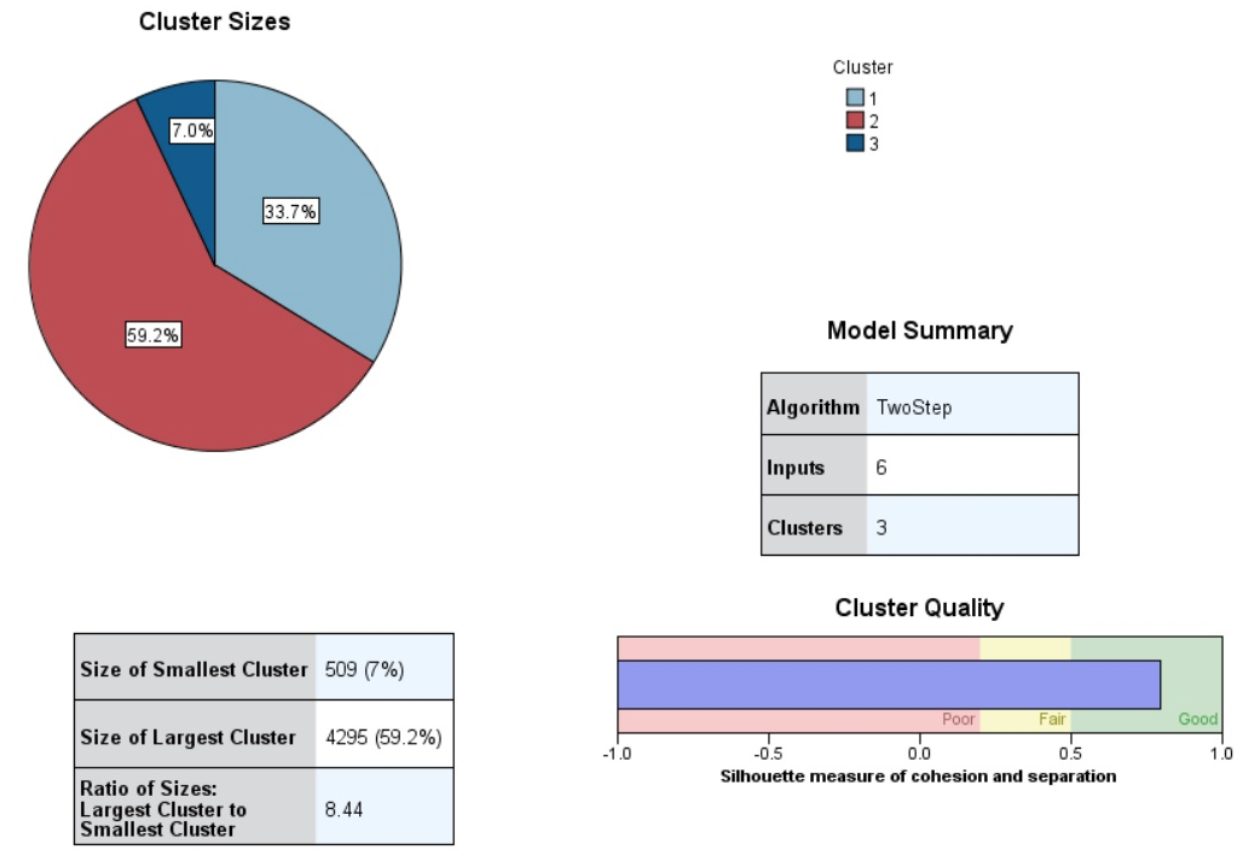 Cluster Sizes
7.0%
33.7%
59.2%
Cluster
1
2
3
Model Summary
Algorithm TwoStep
Inputs 6
Clusters 3
Size of Smallest Cluster 509 (7%)
Size of Largest Cluster 4295 (59.2%)
Ratio of Sizes:
Largest Cluster to
Smallest Cluster 8.44
Cluster Quality
Poor Fair Good
-1.0 -0.5 0.0 0.5 1.0
Silhouette measure of cohesion and separation